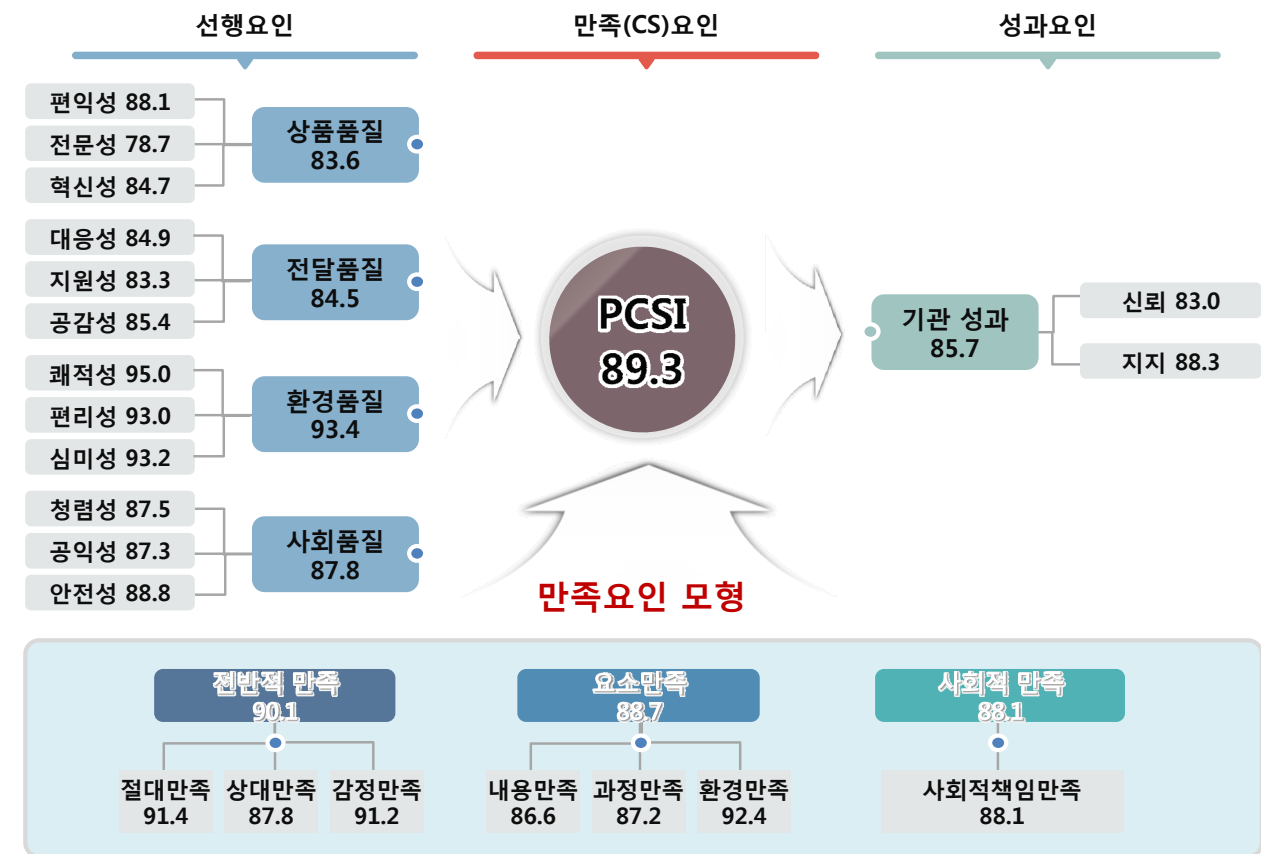 선행요인
만족(CS)요인
성과요인
편익성 88.1
전문성 78.7
혁신성 84.7
상품품질
83.6
대응성 84.9
지원성 83.3
공감성 85.4
전달품질
84.5
쾌적성 95.0
편리성 93.0
심미성 93.2
환경품질
93.4
청렴성 87.5
공익성 87.3
안전성 88.8
사회품질
87.8
PCSI
89.3
기관 성과
85.7
신뢰 83.0
지지 88.3
만족요인 모형
전반적 만족
90.1
절대만족
91.4
상대만족
87.8
감정만족
91.2
요소만족
88.7
내용만족
86.6
과정만족
87.2
환경만족
92.4
사회적 만족
88.1
사회적책임만족
88.1